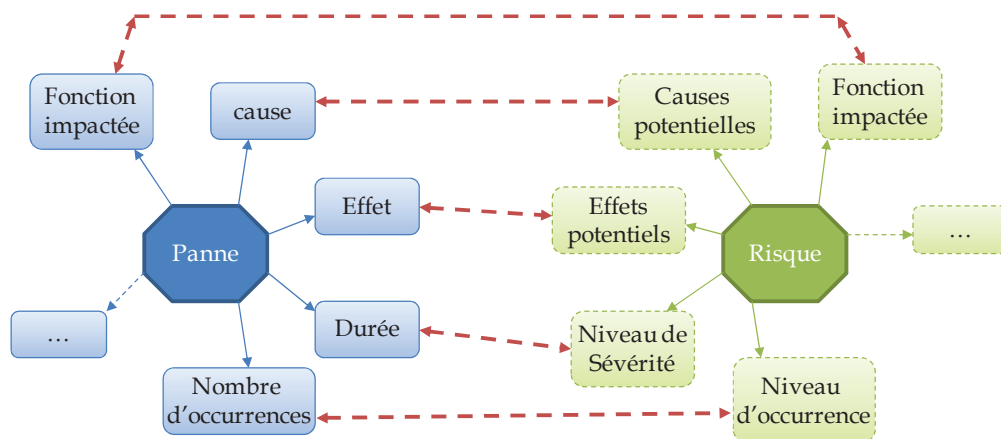 Fonction
impactée
cause
Causes
potentielles
Fonction
impactée
Effet
Effets
potentiels
Panne
Risque
...
...
Durée
Niveau de
Sévérité
Nombre
d'occurrences
Niveau
d'occurrence